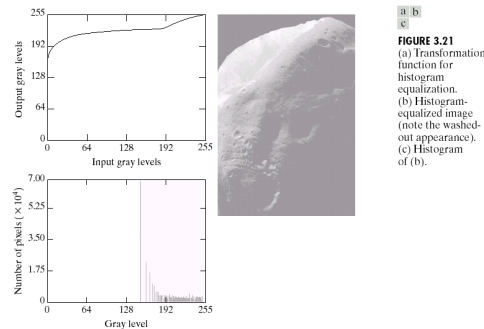 255
192
128
64
0
Output gray levels
0 64 128 192 255
Input gray levels
7.00
5.25
3.50
1.75
0
Number of pixels ( × 10⁴)
0 64 128 192 255
Gray level
a b
c
FIGURE 3.21
(a) Transformation
function for
histogram
equalization.
(b) Histogram-
equalized image
(note the washed-
out appearance).
(c) Histogram
of (b).